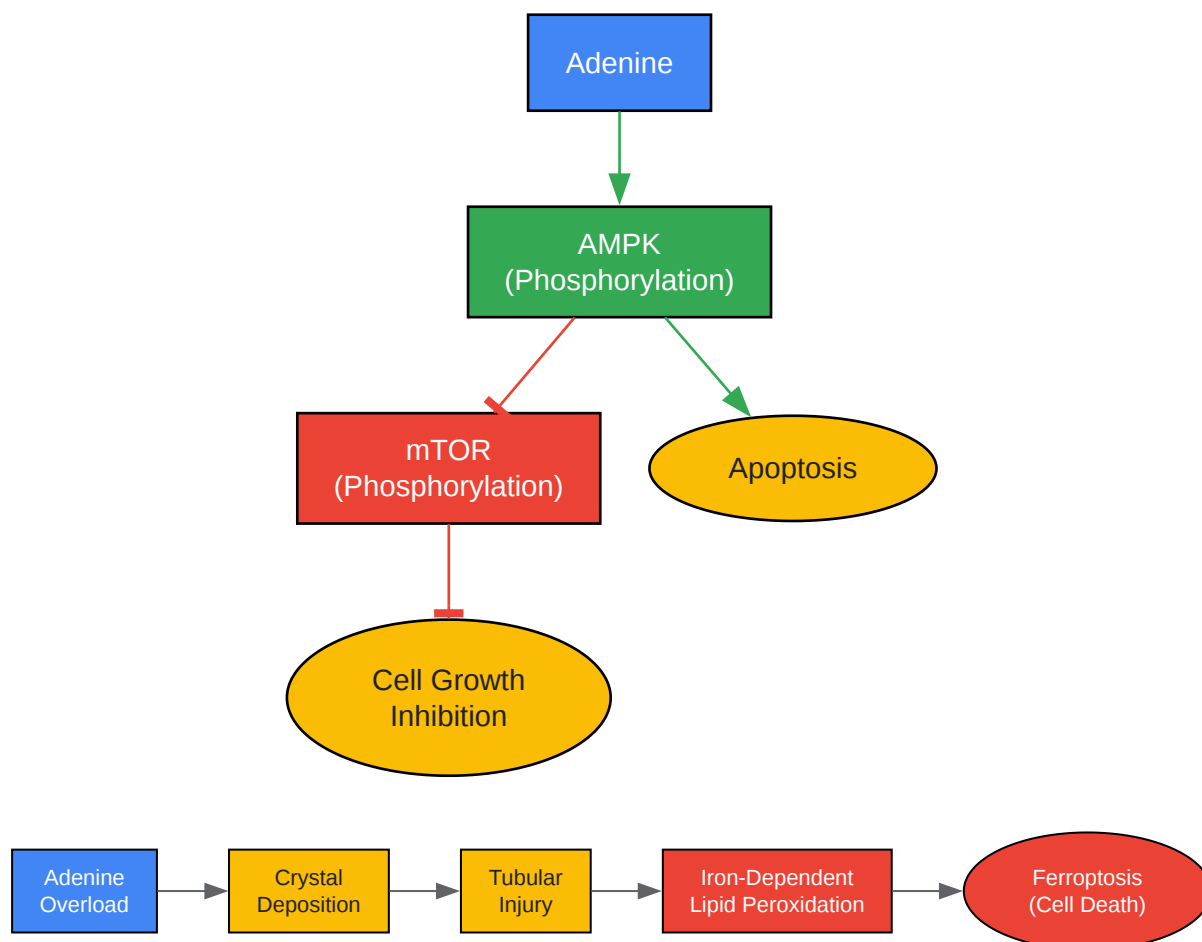 Adenine
AMPK
(Phosphorylation)
mTOR
(Phosphorylation)
Apoptosis
Cell Growth
Inhibition
Adenine
Overload
Crystal
Deposition
Tubular
Injury
Iron-Dependent
Lipid Peroxidation
Ferroptosis
(Cell Death)